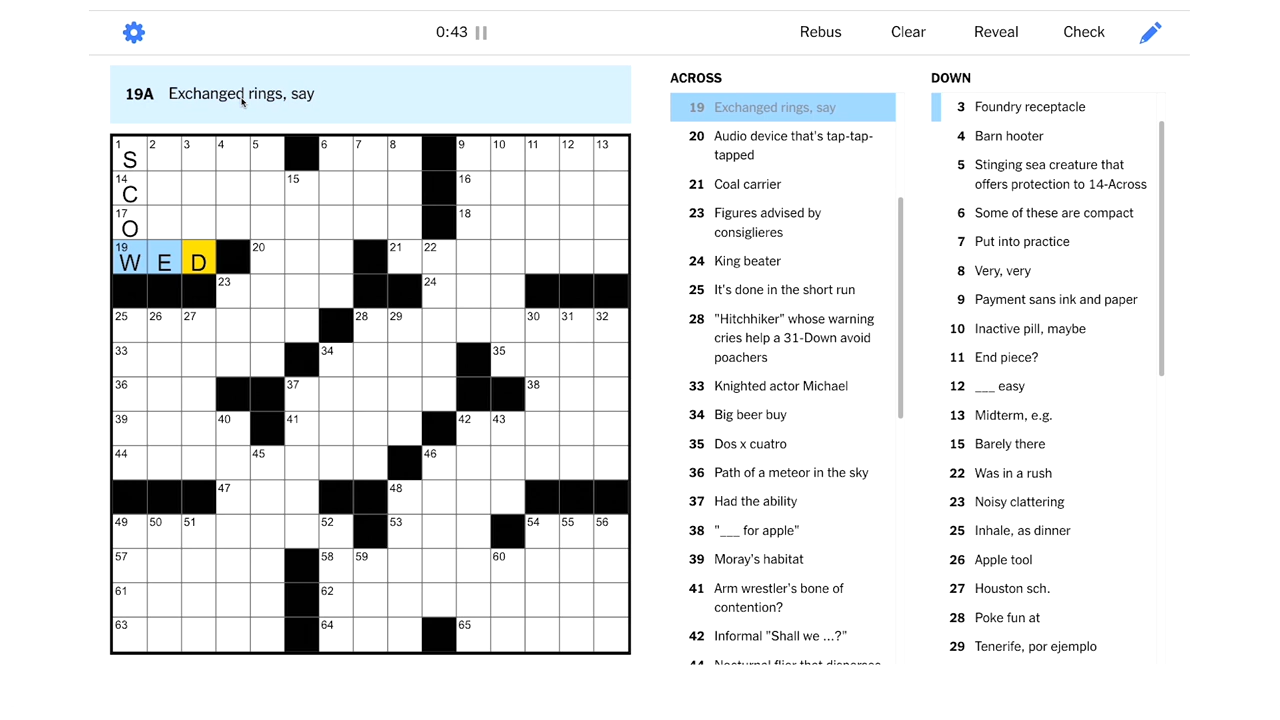 0:43
Rebus
Clear
Reveal
Check
19A Exchanged rings, say
1 2 3 4 5 6 7 8 9 10 11 12 13
S
14 15 16
C
17 18
O
19 20 21 22
W E D
23 24
25 26 27 28 29 30 31 32
33 34 35
36 37 38
39 40 41 42 43
44 45 46
47 48
49 50 51 52 53 54 55 56
57 58 59 60
61 62
63 64 65
ACROSS
19 Exchanged rings, say
20 Audio device that's tap-tap-
tapped
21 Coal carrier
23 Figures advised by
consiglieres
24 King beater
25 It's done in the short run
28 "Hitchhiker" whose warning
cries help a 31-Down avoid
poachers
33 Knighted actor Michael
34 Big beer buy
35 Dos x cuatro
36 Path of a meteor in the sky
37 Had the ability
38 "___ for apple"
39 Moray's habitat
41 Arm wrestler's bone of
contention?
42 Informal "Shall we ...?"
44 Nocturnal flier that disperses
DOWN
3 Foundry receptacle
4 Barn hooter
5 Stinging sea creature that
offers protection to 14-Across
6 Some of these are compact
7 Put into practice
8 Very, very
9 Payment sans ink and paper
10 Inactive pill, maybe
11 End piece?
12 ___ easy
13 Midterm, e.g.
15 Barely there
22 Was in a rush
23 Noisy clattering
25 Inhale, as dinner
26 Apple tool
27 Houston sch.
28 Poke fun at
29 Tenerife, por ejemplo